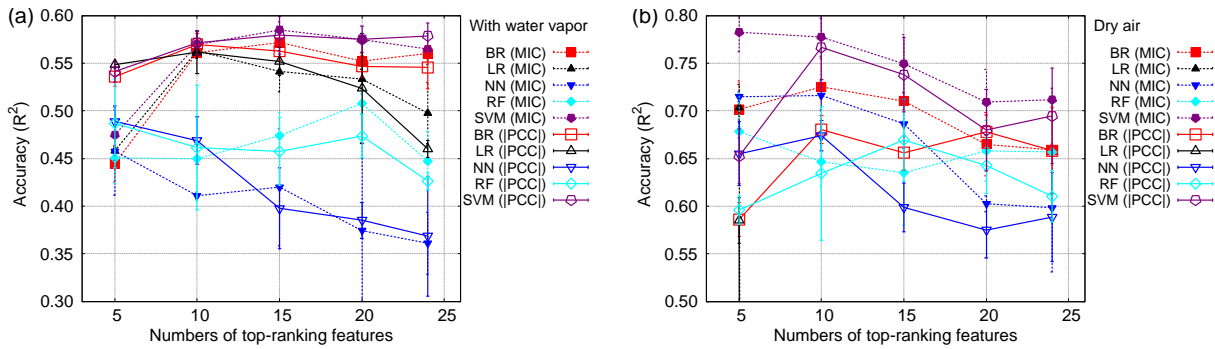 (a)
With water vapor
Accuracy (R2)
0.60
0.55
0.50
0.45
0.40
0.35
0.30
5 10 15 20 25
Numbers of top-ranking features
BR (MIC)
LR (MIC)
NN (MIC)
RF (MIC)
SVM (MIC)
BR (|PCC|)
LR (|PCC|)
NN (|PCC|)
RF (|PCC|)
SVM (|PCC|)
(b)
Dry air
Accuracy (R2)
0.80
0.75
0.70
0.65
0.60
0.55
0.50
5 10 15 20 25
Numbers of top-ranking features
BR (MIC)
LR (MIC)
NN (MIC)
RF (MIC)
SVM (MIC)
BR (|PCC|)
LR (|PCC|)
NN (|PCC|)
RF (|PCC|)
SVM (|PCC|)